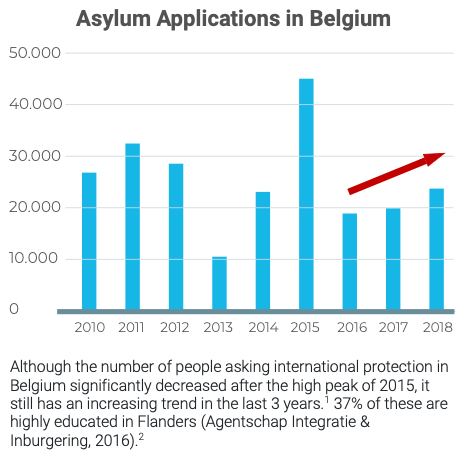 Asylum Applications in Belgium
50.000
40.000
30.000
20.000
10.000
0
2010 2011 2012 2013 2014 2015 2016 2017 2018
Although the number of people asking international protection in
Belgium significantly decreased after the high peak of 2015, it
still has an increasing trend in the last 3 years.¹ 37% of these are
highly educated in Flanders (Agentschap Integratie &
Inburgering, 2016).²